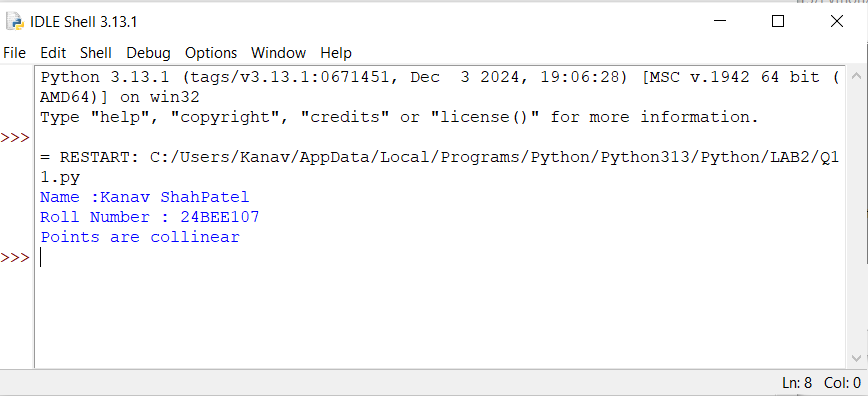 IDLE Shell 3.13.1
File Edit Shell Debug Options Window Help
Python 3.13.1 (tags/v3.13.1:0671451, Dec  3 2024, 19:06:28) [MSC v.1942 64 bit (
AMD64)] on win32
Type "help", "copyright", "credits" or "license()" for more information.
>>>
= RESTART: C:/Users/Kanav/AppData/Local/Programs/Python/Python313/Python/LAB2/Q1
1.py
Name :Kanav ShahPatel
Roll Number : 24BEE107
Points are collinear
>>>
Ln: 8 Col: 0